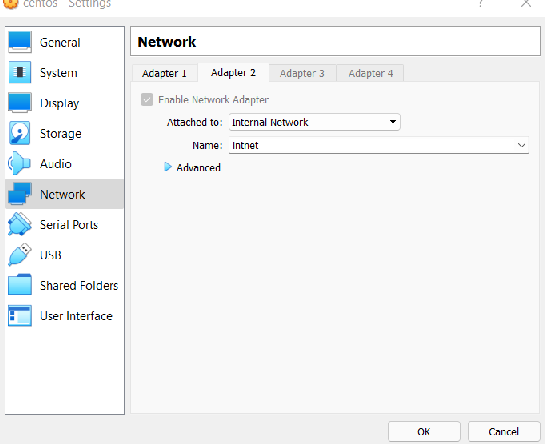 centos - Settings ?
General
System
Display
Storage
Audio
Network
Serial Ports
USB
Shared Folders
User Interface
Network
Adapter 1 Adapter 2 Adapter 3 Adapter 4
Enable Network Adapter
Attached to: Internal Network
Name: intnet
Advanced
OK Cancel